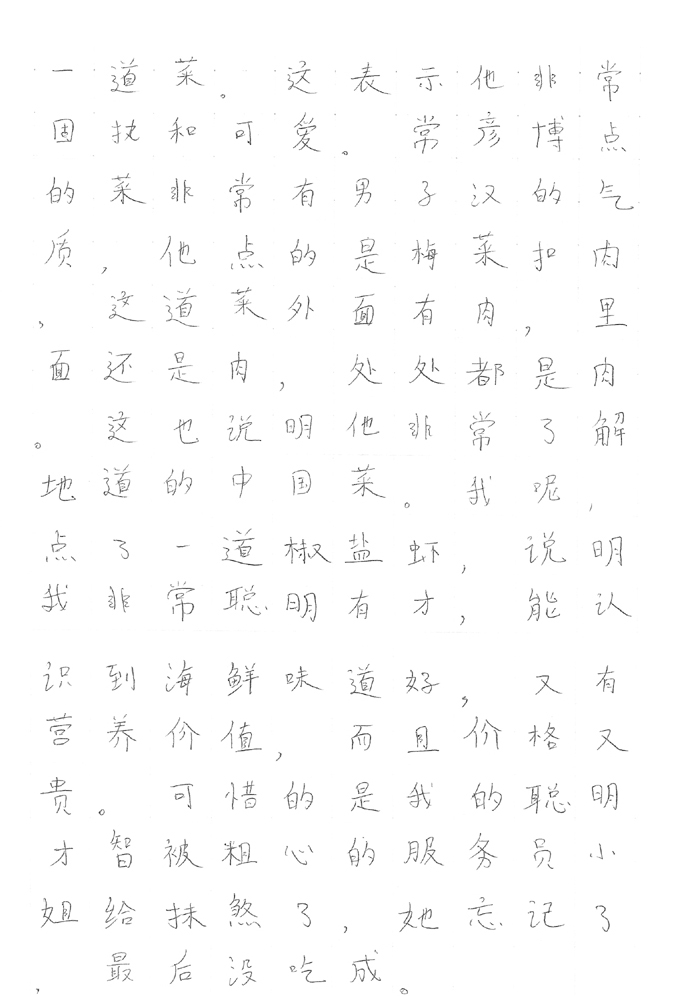 一道菜。这表示他非常
固执和可爱。常彦博点
的菜非常有男子汉的气
质，他点的是梅菜扣肉
，这道菜外面有肉，里
面还是肉，处处都是肉
。这也说明他非常了解
地道的中国菜。我呢，
点了一道椒盐虾，说明
我非常聪明有才，能认
识到海鲜味道好，又有
营养价值，而且价格又
贵。可惜的是我的聪明
才智被粗心的服务员小
姐给抹煞了，她忘记了
，最后没吃成。